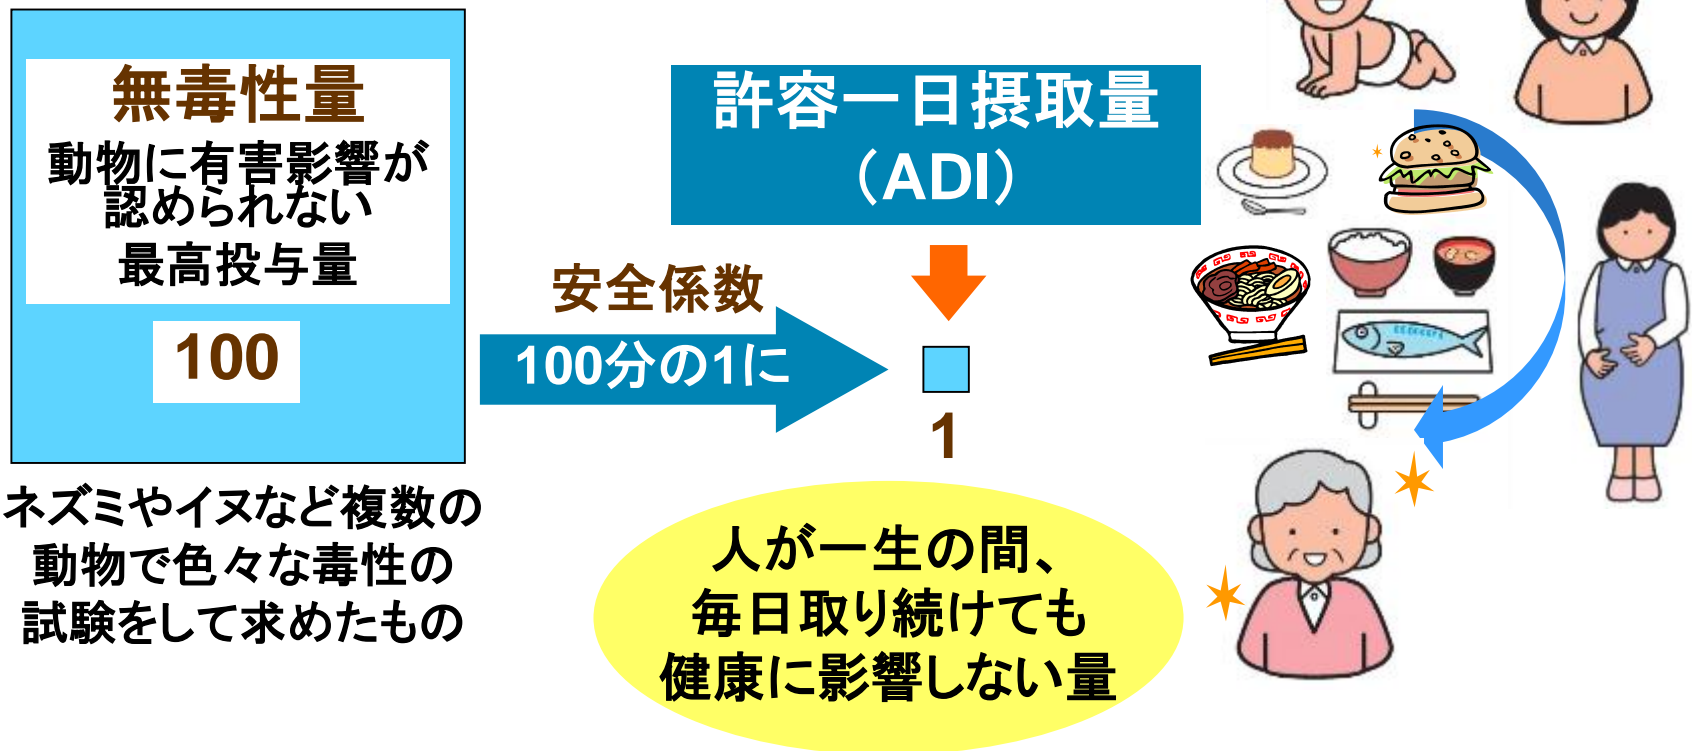 無毒性量
動物に有害影響が
認められない
最高投与量
100
ネズミやイヌなど複数の
動物で色々な毒性の
試験をして求めたもの
安全係数
100分の1に
許容一日摂取量
（ADI）
1
人が一生の間、
毎日取り続けても
健康に影響しない量